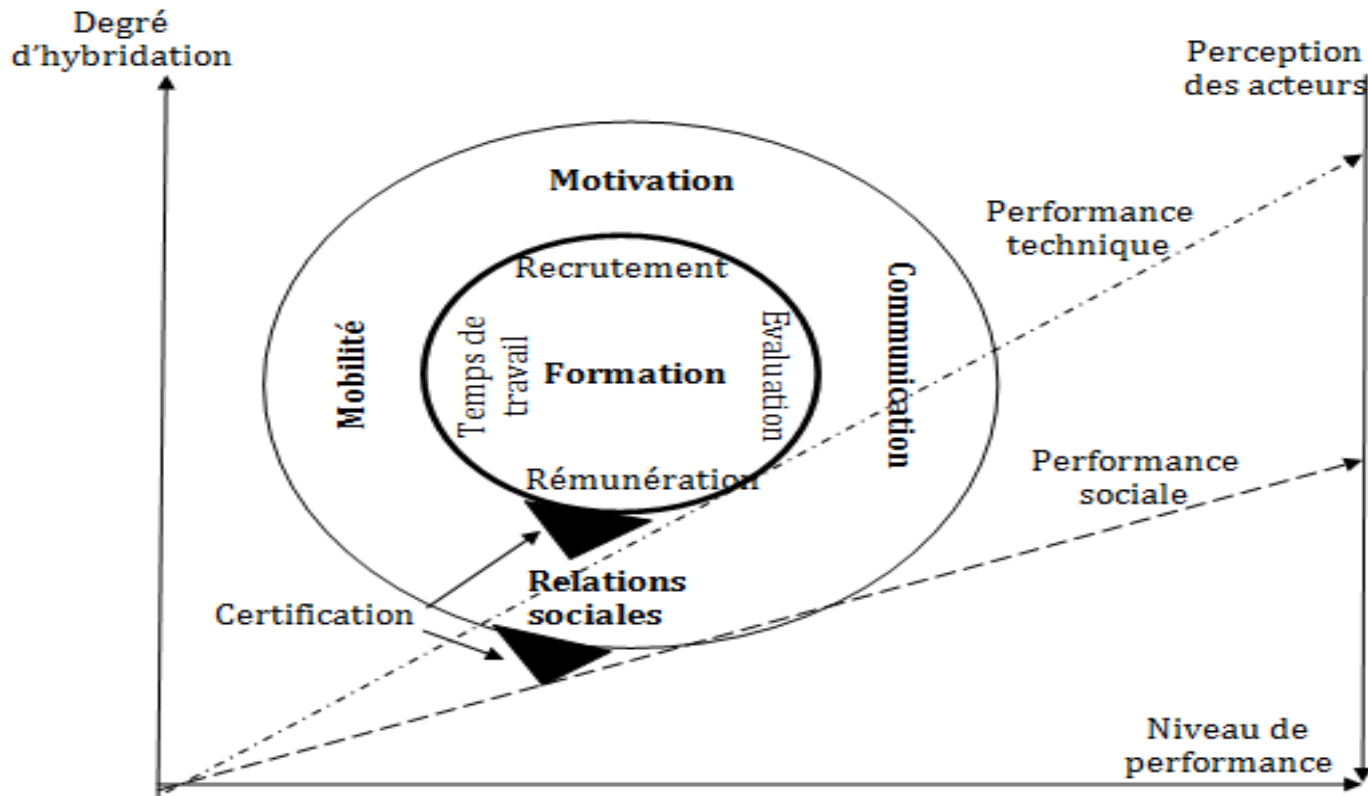 Degré
d'hybridation
Perception
des acteurs
Motivation
Performance
technique
Recrutement
Communication
Mobilité
Temps de
travail
Formation
Evaluation
Performance
sociale
Rémunération
Relations
sociales
Certification
Niveau de
performance